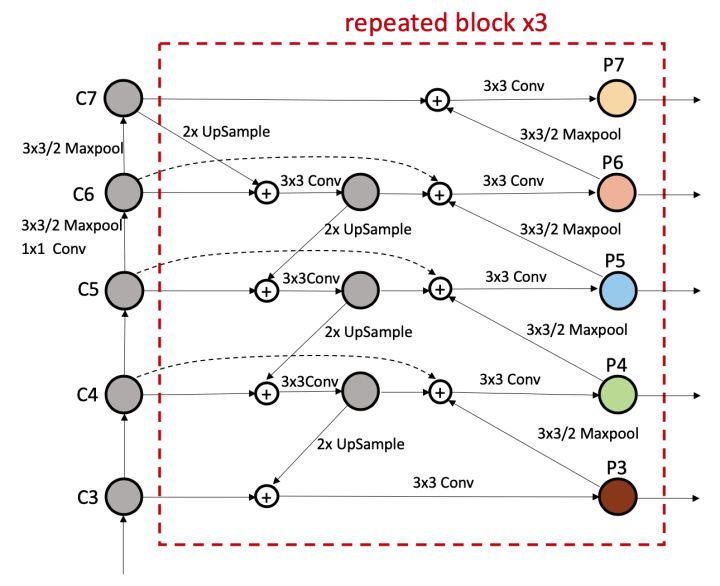 repeated block x3
P7
C7
3x3 Conv
2x UpSample
3x3/2 Maxpool
3x3/2 Maxpool
P6
C6
3x3 Conv
3x3 Conv
3x3/2 Maxpool
1x1 Conv
2x UpSample
3x3/2 Maxpool
P5
C5
3x3Conv
3x3 Conv
2x UpSample
3x3/2 Maxpool
P4
C4
3x3Conv
3x3 Conv
2x UpSample
3x3/2 Maxpool
P3
C3
3x3 Conv